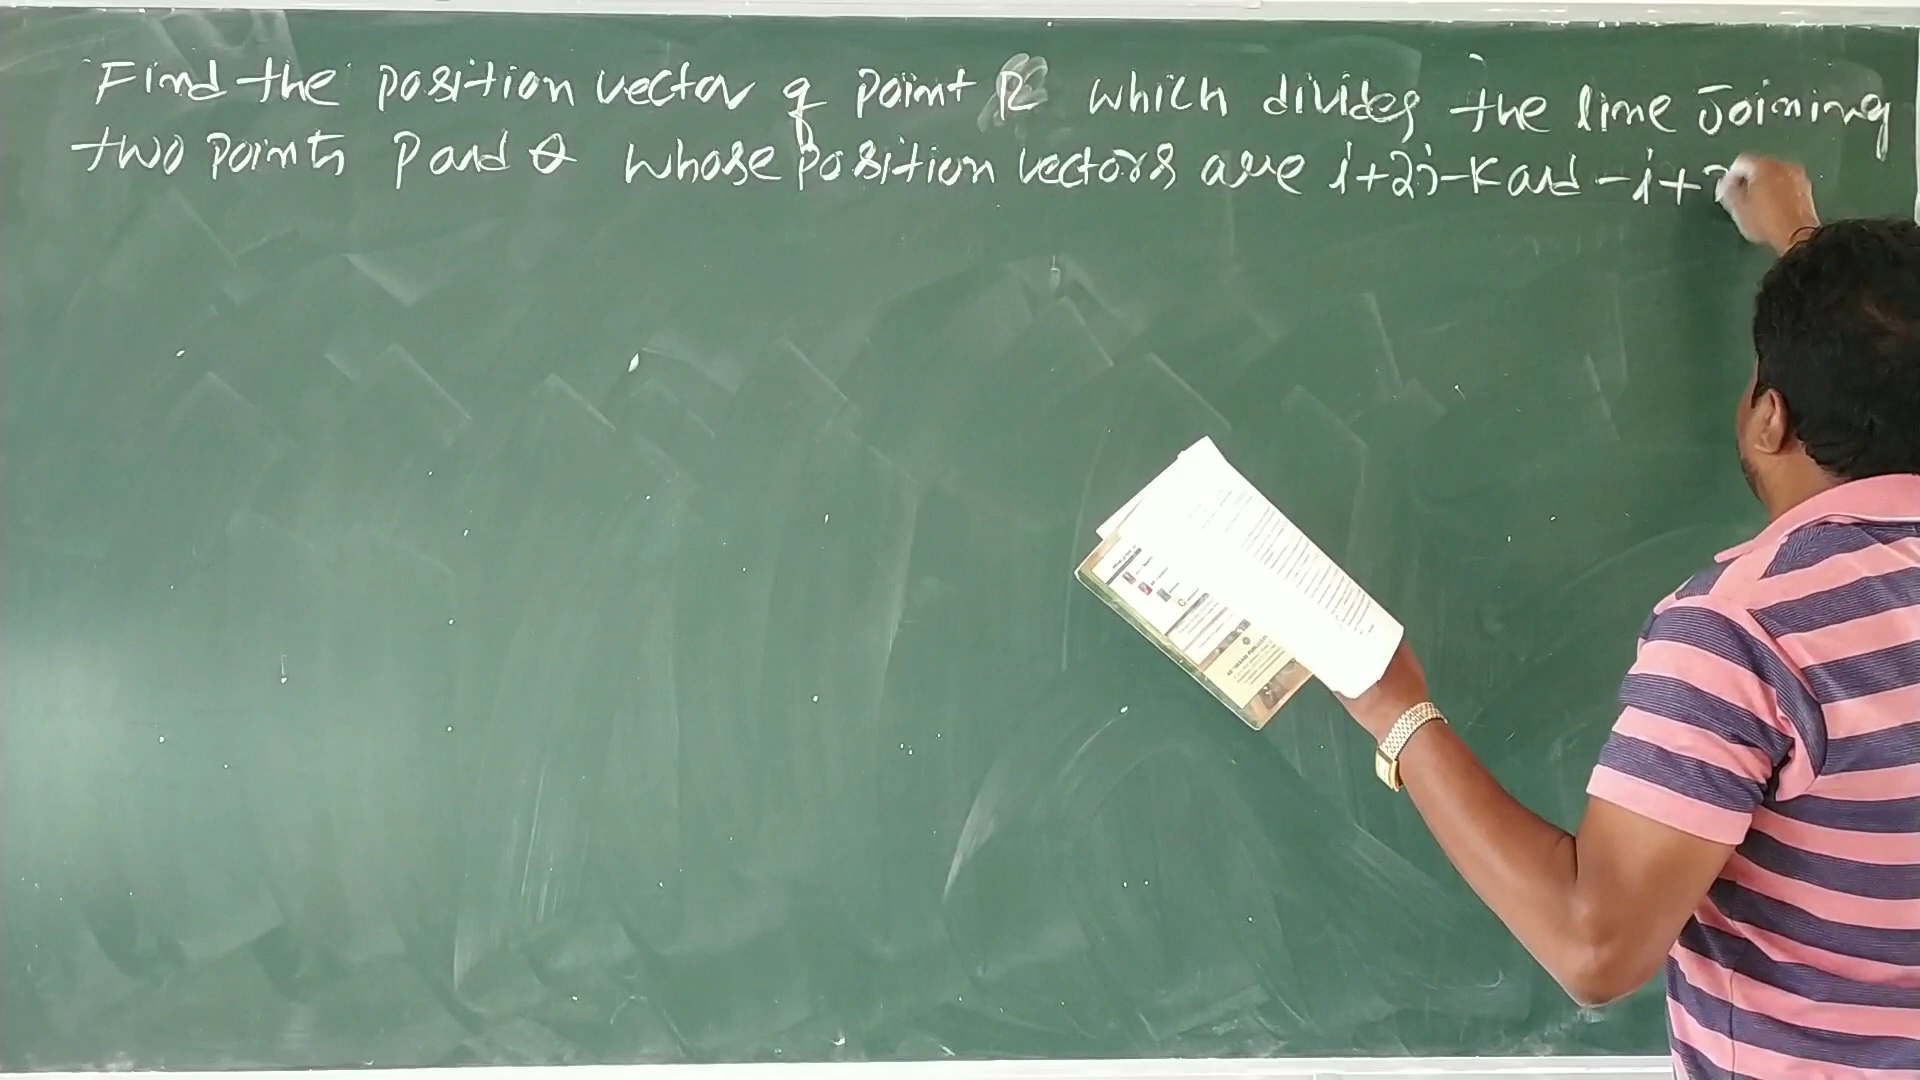 Find the position vector of point R which divides the line Joining
two points P and Q whose position vectors are i+2j-k and -i+